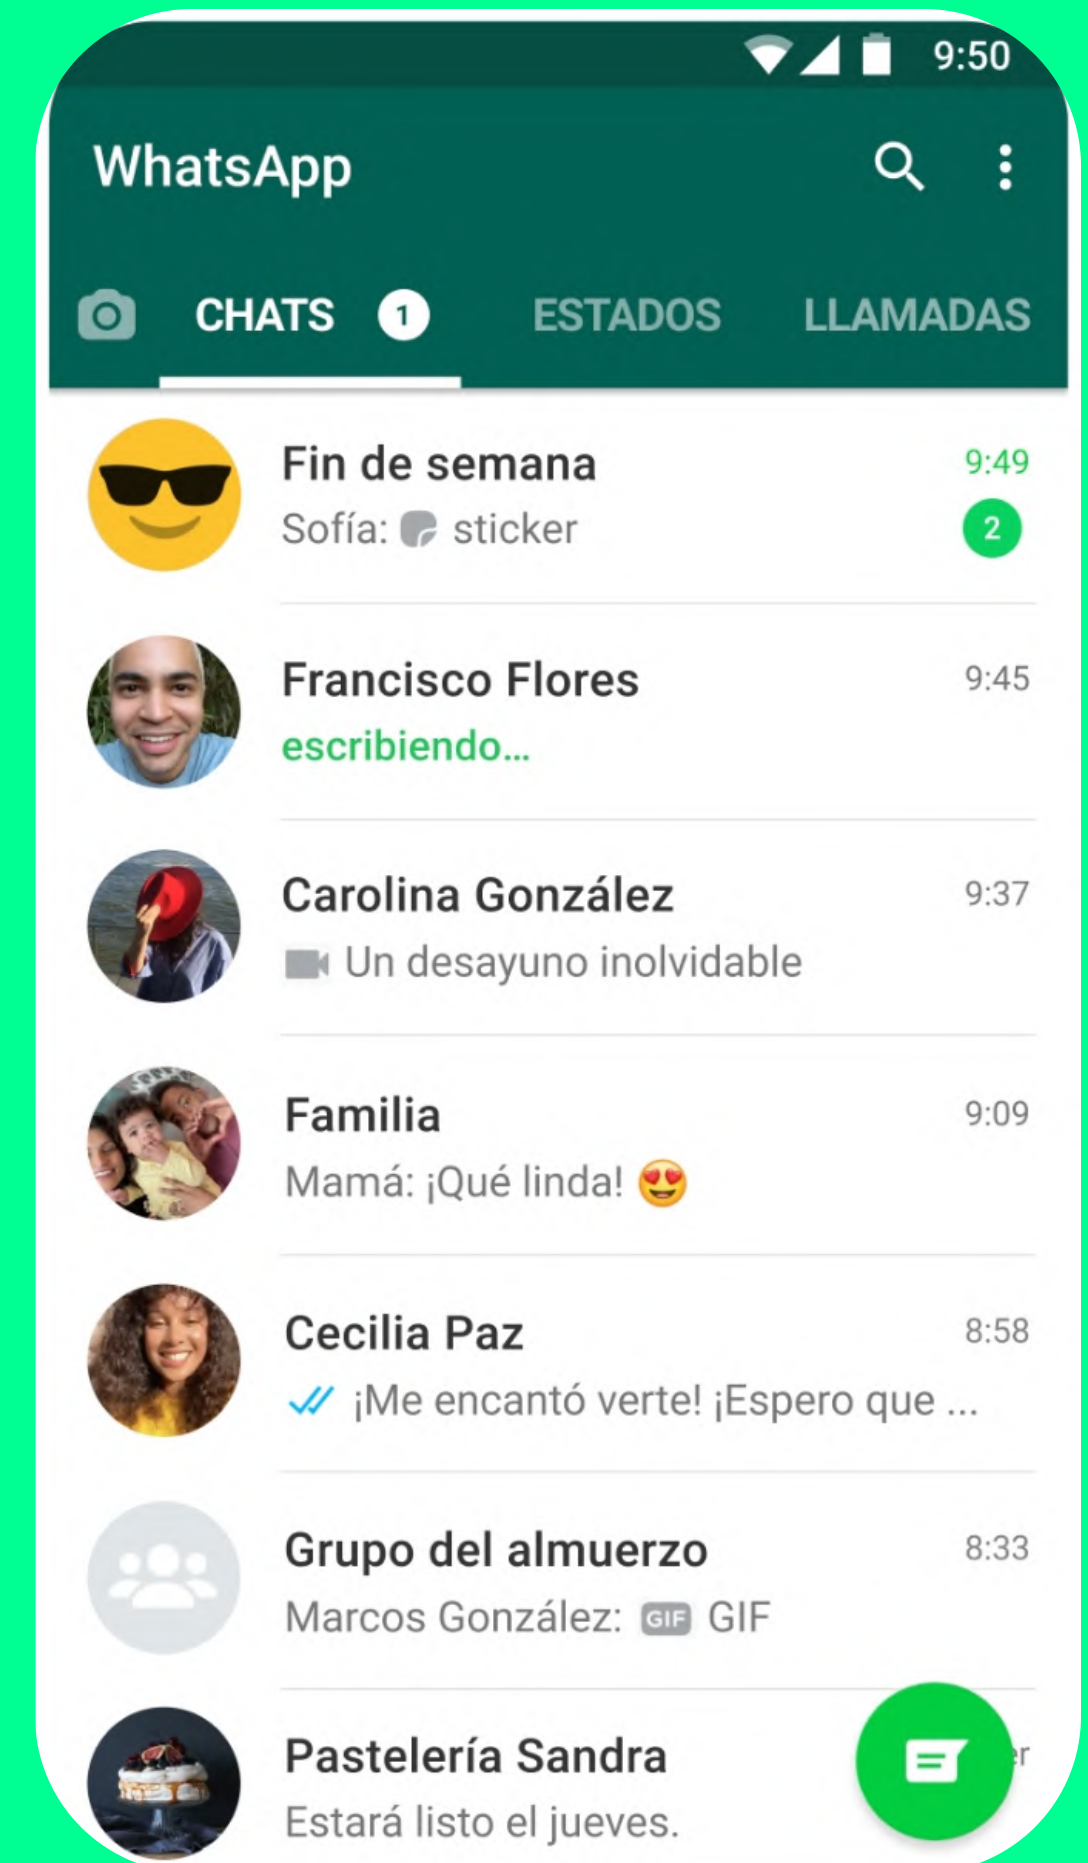 9:50
WhatsApp
CHATS 1 ESTADOS LLAMADAS
Fin de semana 9:49
Sofía: sticker 2
Francisco Flores 9:45
escribiendo...
Carolina González 9:37
Un desayuno inolvidable
Familia 9:09
Mamá: ¡Qué linda! 😍
Cecilia Paz 8:58
¡Me encantó verte! ¡Espero que ...
Grupo del almuerzo 8:33
Marcos González: GIF GIF
Pastelería Sandra
Estará listo el jueves.